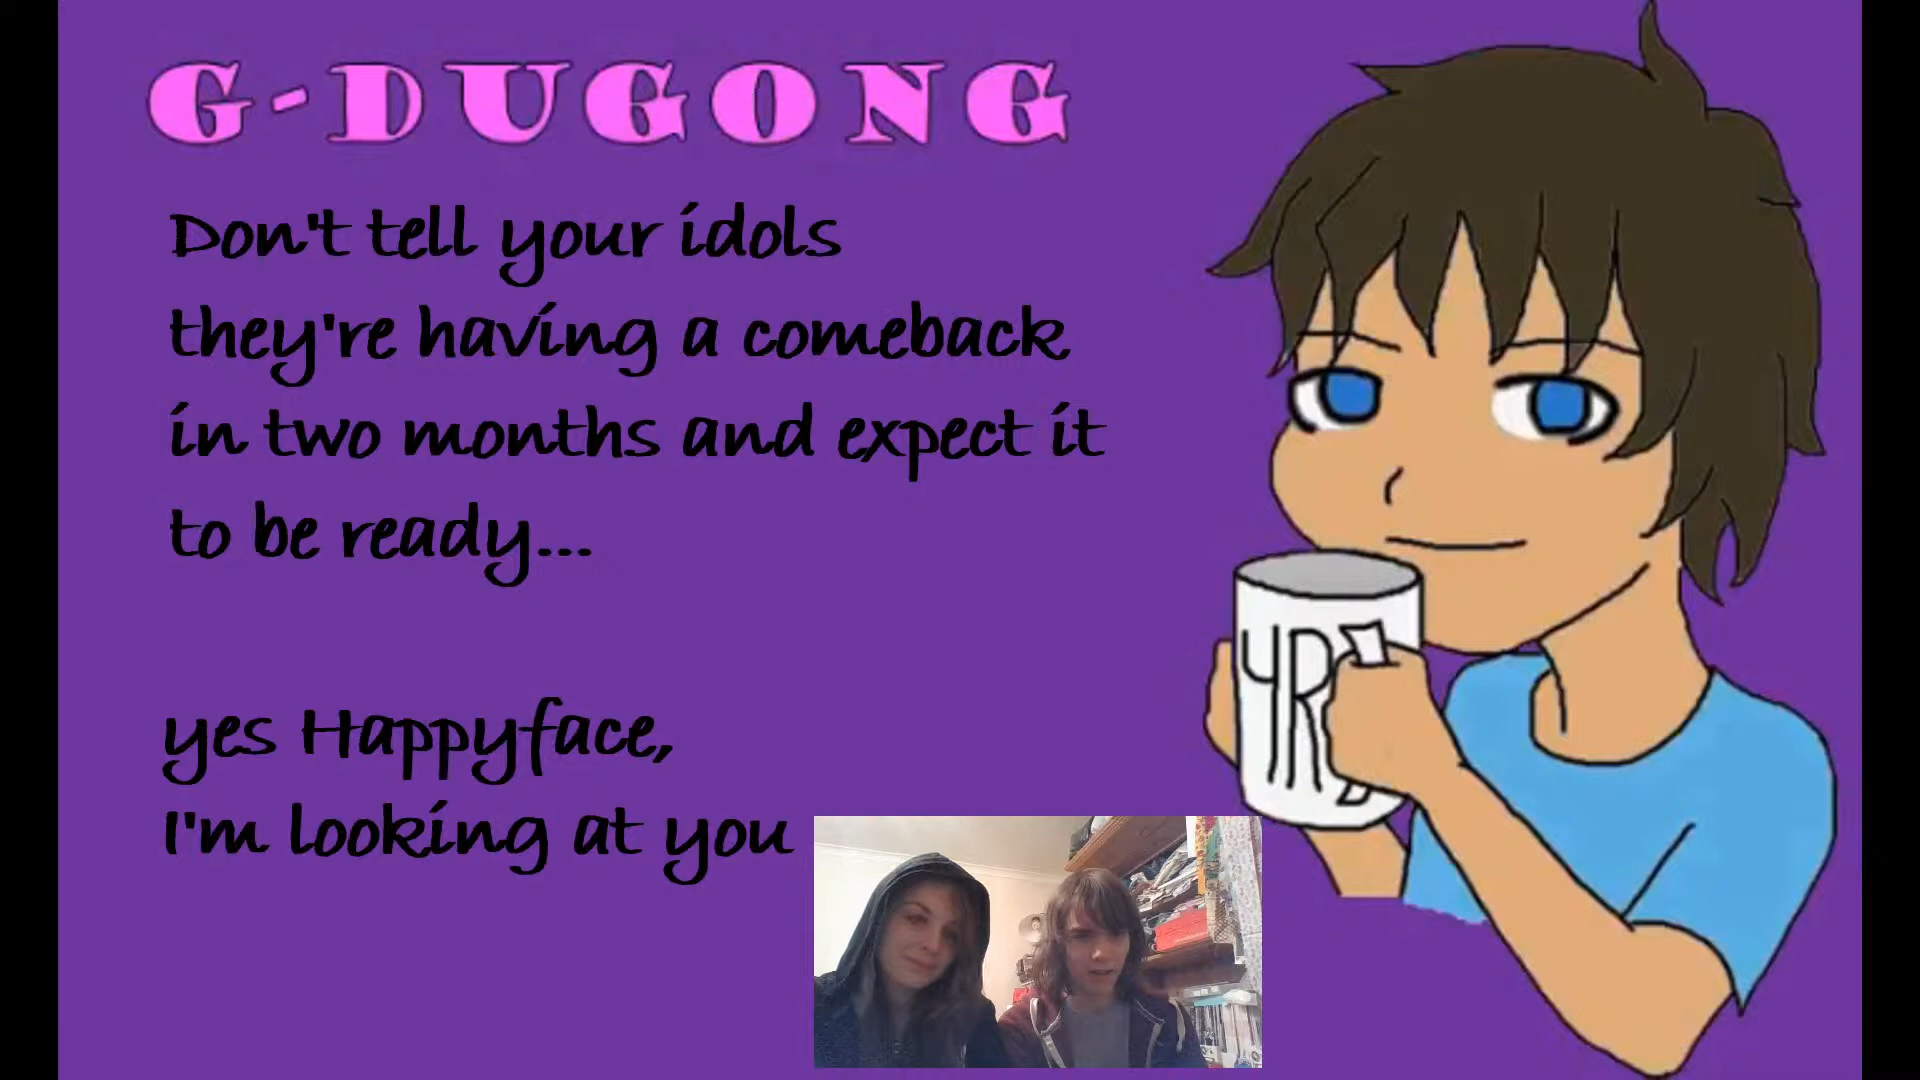 G-DUGONG
Don't tell your idols
they're having a comeback
in two months and expect it
to be ready...
yes Happyface,
I'm looking at you